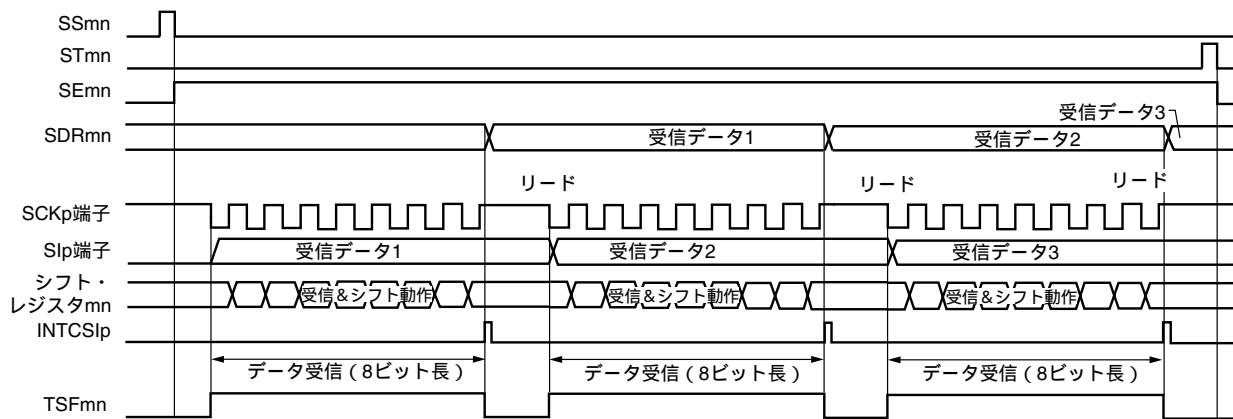 SSmn
STmn
SEmn
受信データ3
SDRmn
受信データ1
受信データ2
リード
リード
リード
SCKp端子
SIp端子
受信データ1
受信データ2
受信データ3
シフト・
レジスタmn
受信&シフト動作
受信&シフト動作
受信&シフト動作
INTCSIp
データ受信(8ビット長)
データ受信(8ビット長)
データ受信(8ビット長)
TSFmn